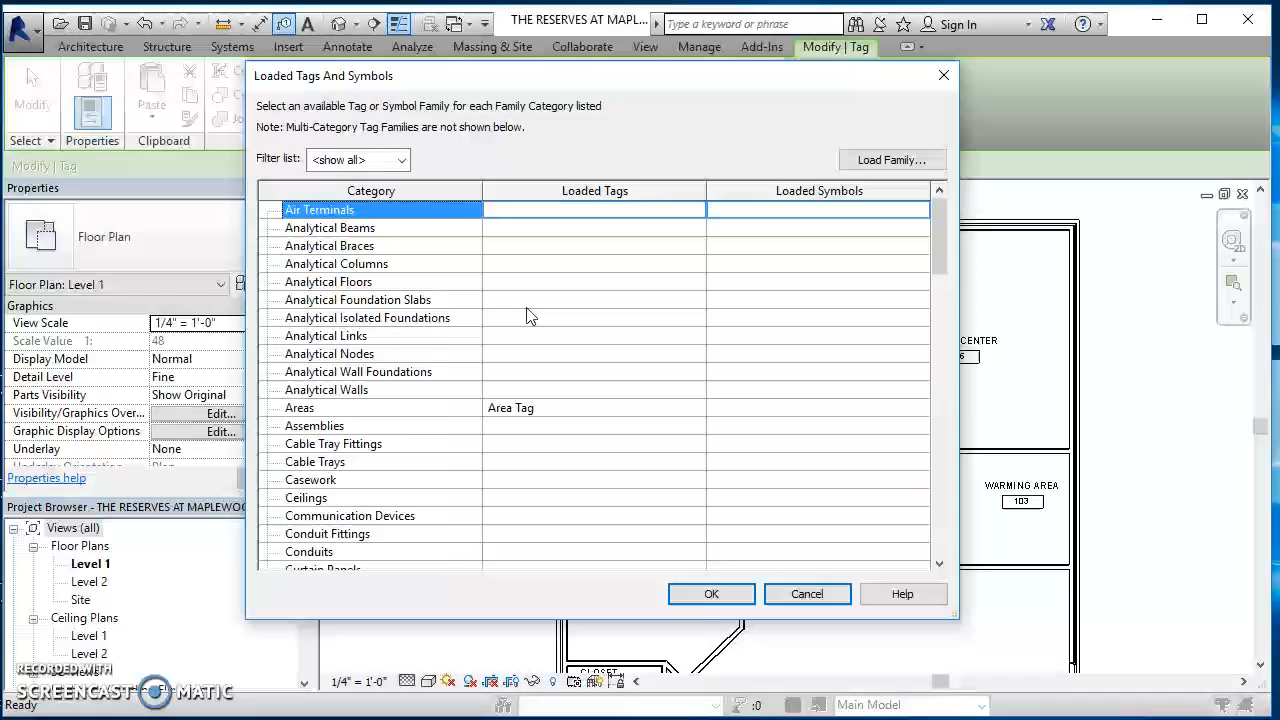 THE RESERVES AT MAPLEW
Type a keyword or phrase
Sign In
Architecture Structure Systems Insert Annotate Analyze Massing & Site Collaborate View Manage Add-Ins Modify | Tag
Modify
Paste
Select Properties Clipboard
Modify | Tag
Properties
Floor Plan
Floor Plan: Level 1
Graphics
View Scale 1/4" = 1'-0"
Scale Value 1: 48
Display Model Normal
Detail Level Fine
Parts Visibility Show Original
Visibility/Graphics Over... Edit...
Graphic Display Options Edit...
Underlay None
Properties help
Project Browser - THE RESERVES AT MAPLEWO
Views (all)
Floor Plans
Level 1
Level 2
Site
Ceiling Plans
Level 1
Level 2
RECORDED WITH
SCREENCAST MATIC
Ready
Loaded Tags And Symbols
Select an available Tag or Symbol Family for each Family Category listed
Note: Multi-Category Tag Families are not shown below.
Filter list: <show all> Load Family...
Category Loaded Tags Loaded Symbols
Air Terminals
Analytical Beams
Analytical Braces
Analytical Columns
Analytical Floors
Analytical Foundation Slabs
Analytical Isolated Foundations
Analytical Links
Analytical Nodes
Analytical Wall Foundations
Analytical Walls
Areas Area Tag
Assemblies
Cable Tray Fittings
Cable Trays
Casework
Ceilings
Communication Devices
Conduit Fittings
Conduits
Curtain Panels
OK Cancel Help
CENTER
6
WARMING AREA
103
CLOSET
2D
1/4" = 1'-0"
:0
Main Model